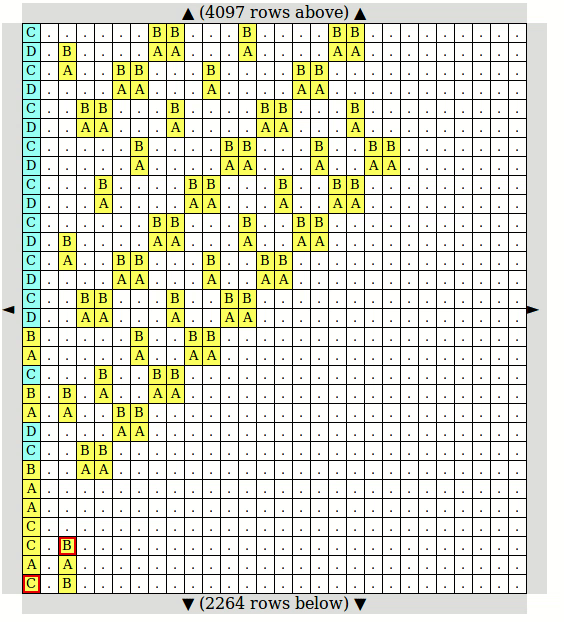 ▲ (4097 rows above) ▲
C . . . . . . B B . . . B . . . . B B . . . . . . . . .
D . B . . . . A A . . . A . . . . A A . . . . . . . . .
C . A . . B B . . . B . . . . B B . . . . . . . . . . .
D . . . . A A . . . A . . . . A A . . . . . . . . . . .
C . . B B . . . B . . . . B B . . . B . . . . . . . . .
D . . A A . . . A . . . . A A . . . A . . . . . . . . .
C . . . . . B . . . . B B . . . B . . B B . . . . . . .
D . . . . . A . . . . A A . . . A . . A A . . . . . . .
C . . . B . . . . B B . . . B . . B B . . . . . . . . .
D . . . A . . . . A A . . . A . . A A . . . . . . . . .
C . . . . . . B B . . . B . . B B . . . . . . . . . . .
D . B . . . . A A . . . A . . A A . . . . . . . . . . .
C . A . . B B . . . B . . B B . . . . . . . . . . . . .
D . . . . A A . . . A . . A A . . . . . . . . . . . . .
C . . B B . . . B . . B B . . . . . . . . . . . . . . .
D . . A A . . . A . . A A . . . . . . . . . . . . . . .
B . . . . . B . . B B . . . . . . . . . . . . . . . . .
A . . . . . A . . A A . . . . . . . . . . . . . . . . .
C . . . B . . B B . . . . . . . . . . . . . . . . . . .
B . B . A . . A A . . . . . . . . . . . . . . . . . . .
A . A . . B B . . . . . . . . . . . . . . . . . . . . .
D . . . . A A . . . . . . . . . . . . . . . . . . . . .
C . . B B . . . . . . . . . . . . . . . . . . . . . . .
B . . A A . . . . . . . . . . . . . . . . . . . . . . .
A . . . . . . . . . . . . . . . . . . . . . . . . . . .
A . . . . . . . . . . . . . . . . . . . . . . . . . . .
C . . . . . . . . . . . . . . . . . . . . . . . . . . .
C . B . . . . . . . . . . . . . . . . . . . . . . . . .
A . A . . . . . . . . . . . . . . . . . . . . . . . . .
C . B . . . . . . . . . . . . . . . . . . . . . . . . .
▼ (2264 rows below) ▼